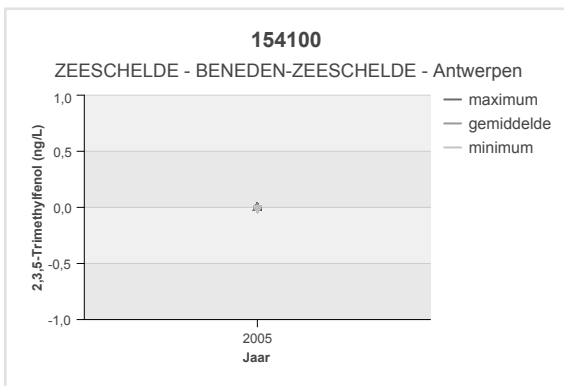 154100
ZEESCHELDE - BENEDEN-ZEESCHELDE - Antwerpen
2,3,5-Trimethylfenol (ng/L)
1,0
0,5
0,0
-0,5
-1,0
2005
Jaar
maximum
gemiddelde
minimum